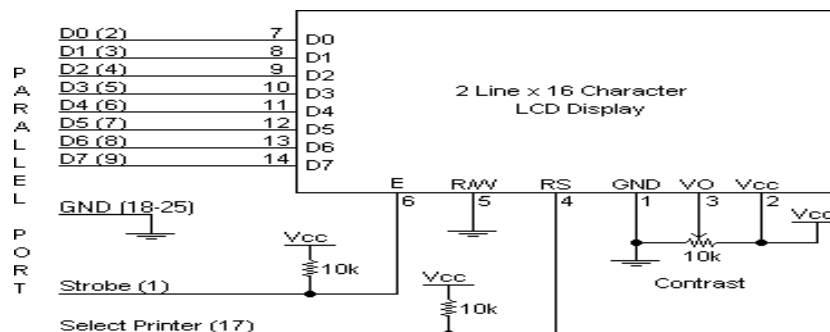 PARALLEL PORT
D0 (2) 7 D0
D1 (3) 8 D1
D2 (4) 9 D2
D3 (5) 10 D3
D4 (6) 11 D4
D5 (7) 12 D5
D6 (8) 13 D6
D7 (9) 14 D7
2 Line x 16 Character
LCD Display
E R/W RS GND VO Vcc
6 5 4 1 3 2
GND (18-25)
Vcc
10k
Contrast
Vcc
10k
Strobe (1)
Vcc
10k
Select Printer (17)